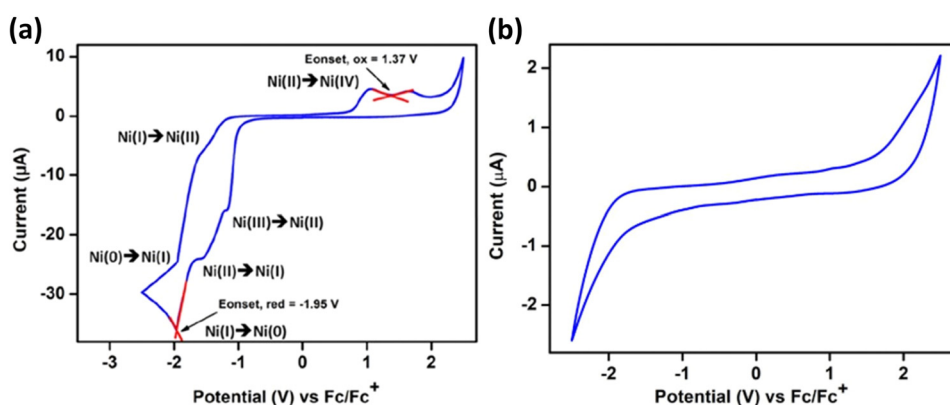 (a)
(b)
10
0
-10
-20
-30
Current (µA)
Eonset, ox = 1.37 V
Ni(II)➔Ni(IV)
Ni(I)➔Ni(II)
Ni(III)➔Ni(II)
Ni(0)➔Ni(I)
Ni(II)➔Ni(I)
Eonset, red = -1.95 V
Ni(I)➔Ni(0)
-3 -2 -1 0 1 2
Potential (V) vs Fc/Fc+
2
1
0
-1
-2
Current (µA)
-2 -1 0 1 2
Potential (V) vs Fc/Fc+